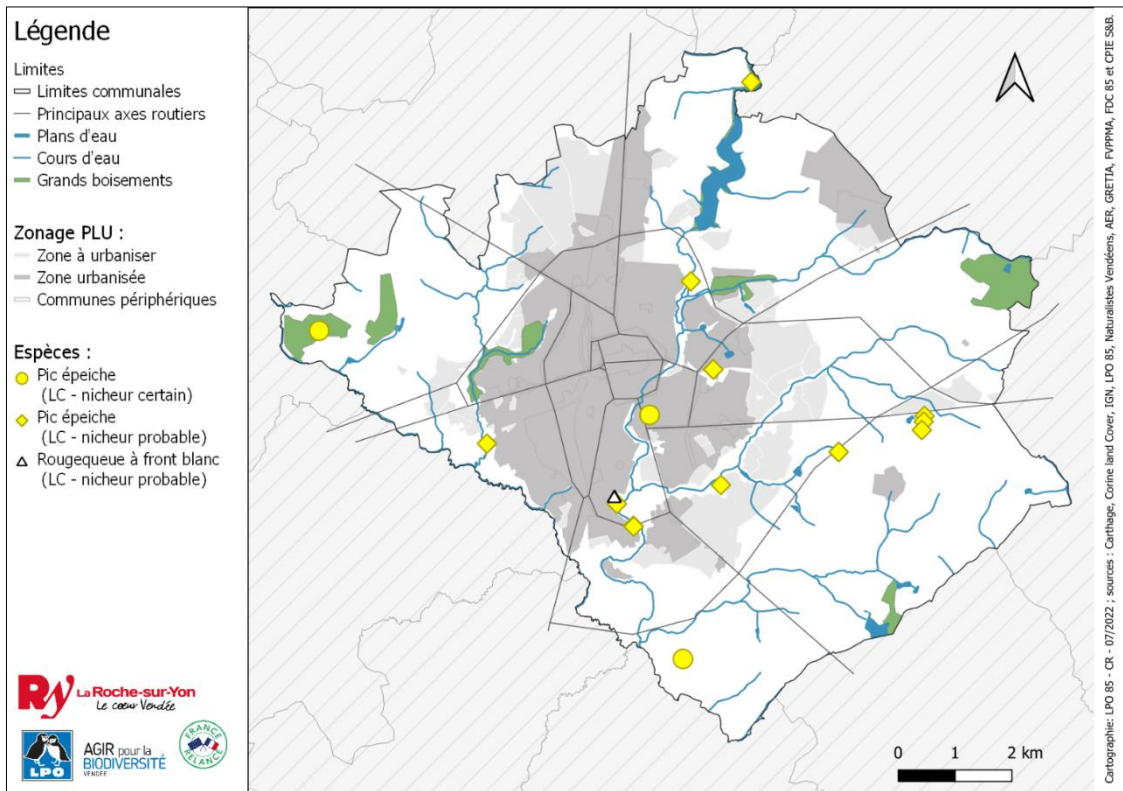 Légende
Limites
Limites communales
Principaux axes routiers
Plans d'eau
Cours d'eau
Grands boisements
Zonage PLU :
Zone à urbaniser
Zone urbanisée
Communes périphériques
Espèces :
Pic épeiche
(LC - nicheur certain)
Pic épeiche
(LC - nicheur probable)
Rougequeue à front blanc
(LC - nicheur probable)
Ry La Roche-sur-Yon
Le cœur Vendée
LPO
AGIR pour la
BIODIVERSITÉ
VENDÉE
FRANCE
RELANCE
0 1 2 km
Cartographie: LPO 85 - CR - 07/2022 ; sources : Carthage, Corine land Cover, IGN, LPO 85, Naturalistes Vendéens, AER, GRETIA, FVPPMA, FDC 85 et CPIE S&B.